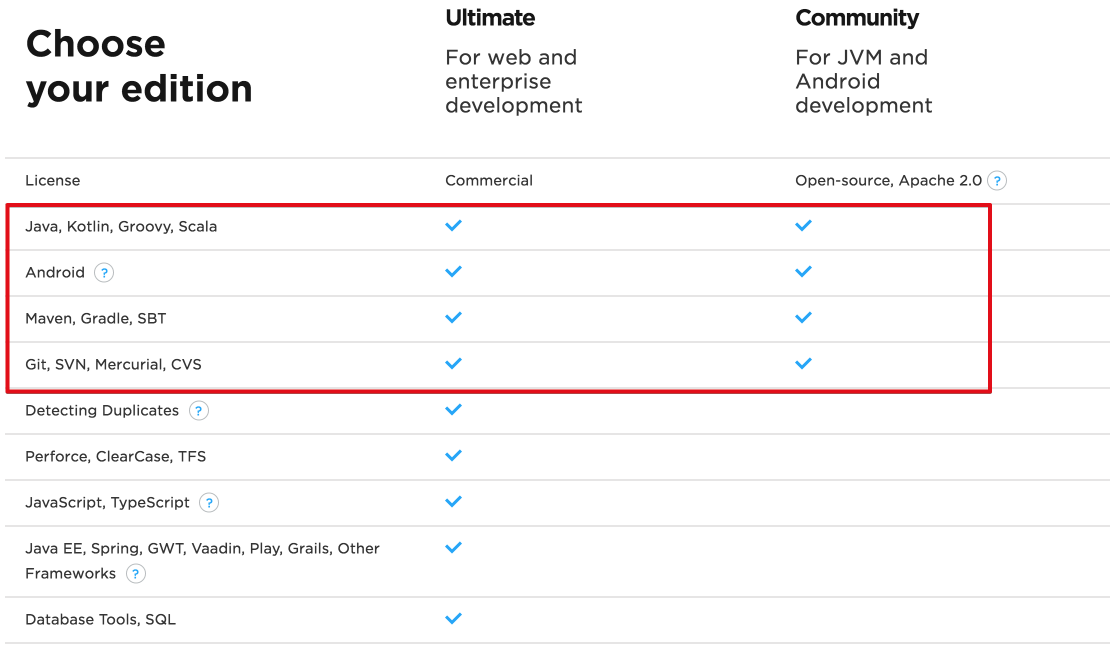 Choose
your edition
Ultimate
For web and
enterprise
development
Community
For JVM and
Android
development
License Commercial Open-source, Apache 2.0 ?
Java, Kotlin, Groovy, Scala
Android ?
Maven, Gradle, SBT
Git, SVN, Mercurial, CVS
Detecting Duplicates ?
Perforce, ClearCase, TFS
JavaScript, TypeScript ?
Java EE, Spring, GWT, Vaadin, Play, Grails, Other
Frameworks ?
Database Tools, SQL